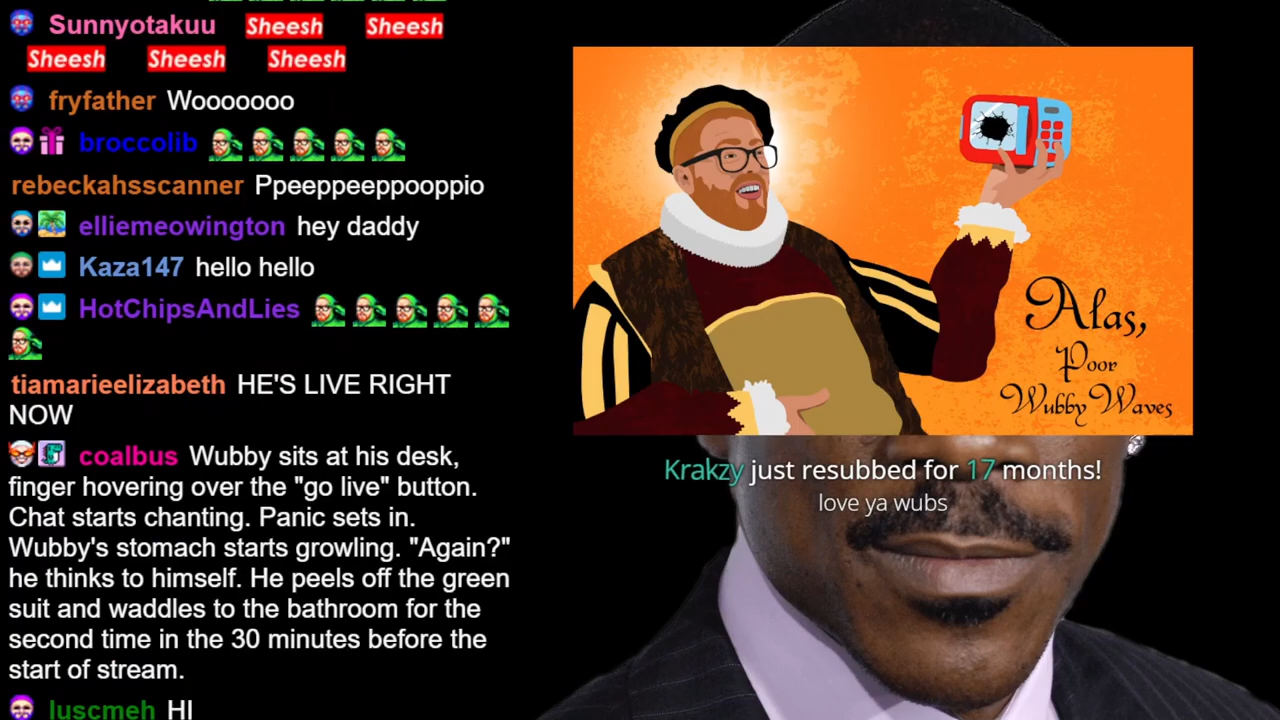 Sunnyotakuu Sheesh Sheesh
Sheesh Sheesh Sheesh
fryfather Wooooooo
broccolib
rebeckahsscanner Ppeeppeeppooppio
elliemeowington hey daddy
Kaza147 hello hello
HotChipsAndLies
tiamarieelizabeth HE'S LIVE RIGHT
NOW
coalbus Wubby sits at his desk,
finger hovering over the "go live" button.
Chat starts chanting. Panic sets in.
Wubby's stomach starts growling. "Again?"
he thinks to himself. He peels off the green
suit and waddles to the bathroom for the
second time in the 30 minutes before the
start of stream.
luscmeh HI
Alas,
Poor
Wubby Waves
Krakzy just resubbed for 17 months!
love ya wubs